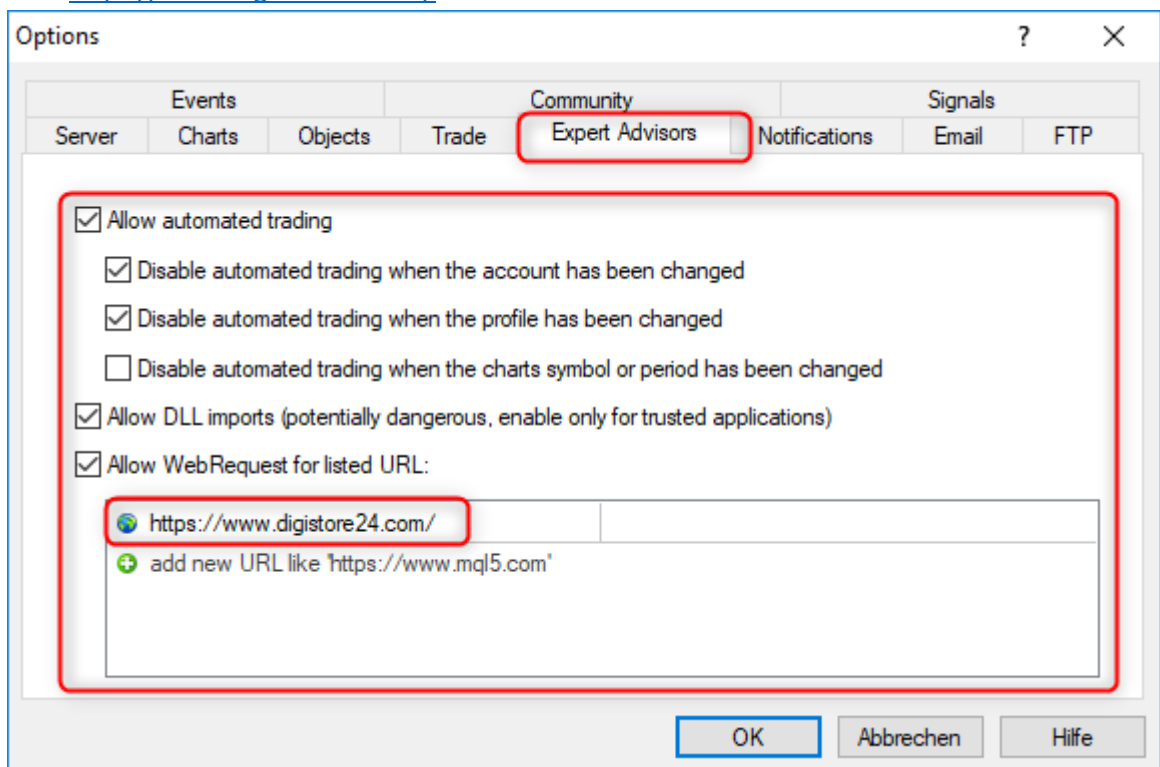 Options ?
Events Community Signals
Server Charts Objects Trade Expert Advisors Notifications Email FTP
Allow automated trading
Disable automated trading when the account has been changed
Disable automated trading when the profile has been changed
Disable automated trading when the charts symbol or period has been changed
Allow DLL imports (potentially dangerous, enable only for trusted applications)
Allow WebRequest for listed URL:
https://www.digistore24.com/
add new URL like 'https://www.mql5.com'
OK Abbrechen Hilfe